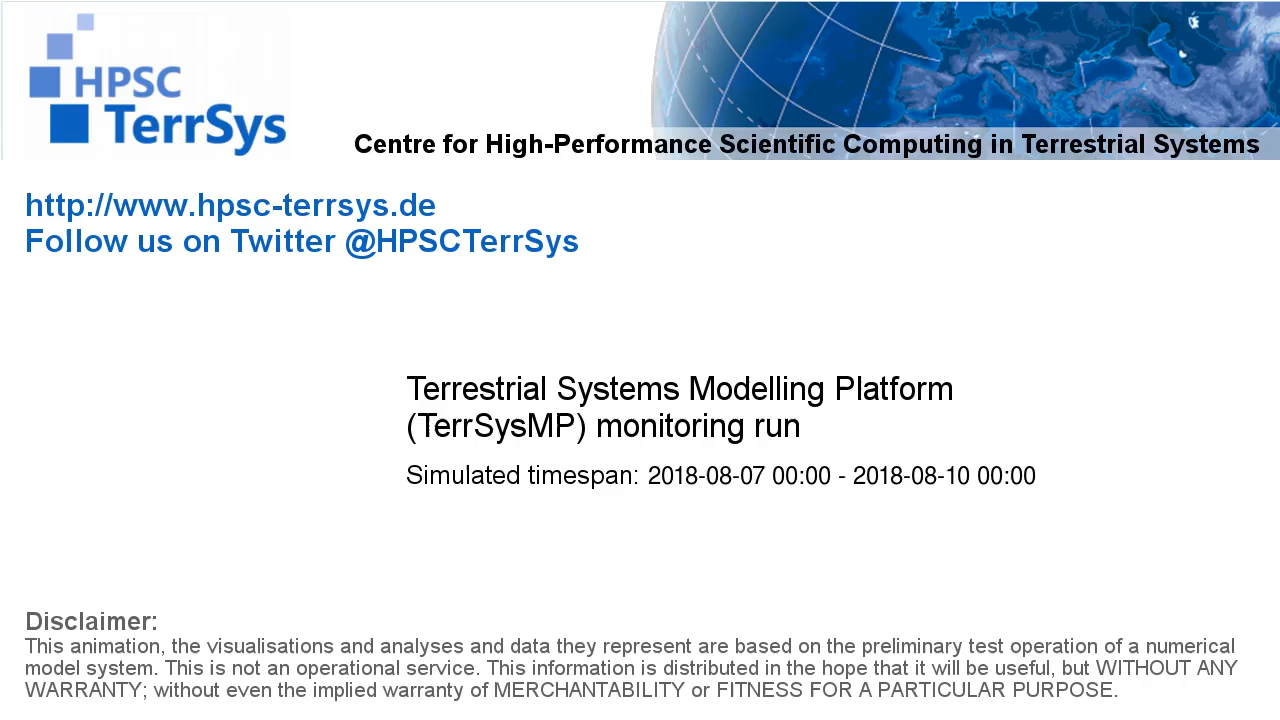 HPSC
TerrSys
Centre for High-Performance Scientific Computing in Terrestrial Systems
http://www.hpsc-terrsys.de
Follow us on Twitter @HPSCTerrSys
Terrestrial Systems Modelling Platform
(TerrSysMP) monitoring run
Simulated timespan: 2018-08-07 00:00 - 2018-08-10 00:00
Disclaimer:
This animation, the visualisations and analyses and data they represent are based on the preliminary test operation of a numerical
model system. This is not an operational service. This information is distributed in the hope that it will be useful, but WITHOUT ANY
WARRANTY; without even the implied warranty of MERCHANTABILITY or FITNESS FOR A PARTICULAR PURPOSE.